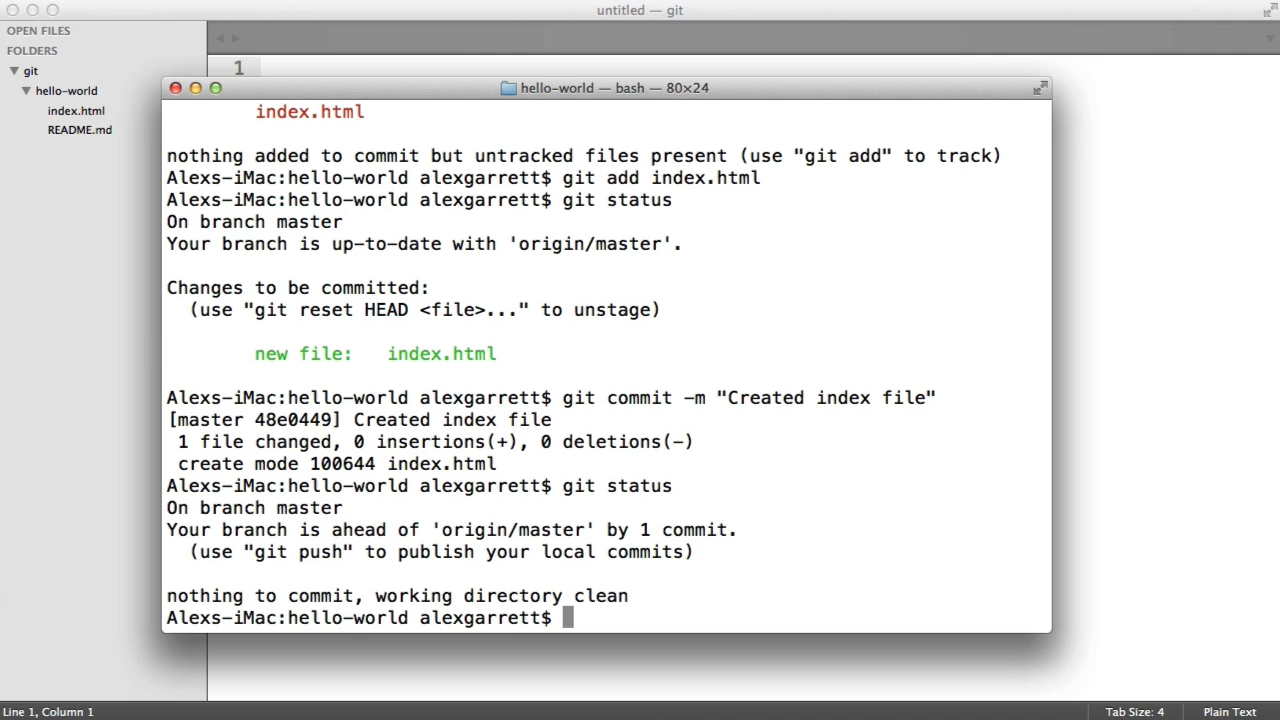 untitled — git
OPEN FILES
FOLDERS
git
hello-world
index.html
README.md
1
hello-world — bash — 80×24
index.html
nothing added to commit but untracked files present (use "git add" to track)
Alexs-iMac:hello-world alexgarrett$ git add index.html
Alexs-iMac:hello-world alexgarrett$ git status
On branch master
Your branch is up-to-date with 'origin/master'.
Changes to be committed:
(use "git reset HEAD <file>..." to unstage)
new file:   index.html
Alexs-iMac:hello-world alexgarrett$ git commit -m "Created index file"
[master 48e0449] Created index file
1 file changed, 0 insertions(+), 0 deletions(-)
create mode 100644 index.html
Alexs-iMac:hello-world alexgarrett$ git status
On branch master
Your branch is ahead of 'origin/master' by 1 commit.
(use "git push" to publish your local commits)
nothing to commit, working directory clean
Alexs-iMac:hello-world alexgarrett$
Line 1, Column 1
Tab Size: 4
Plain Text